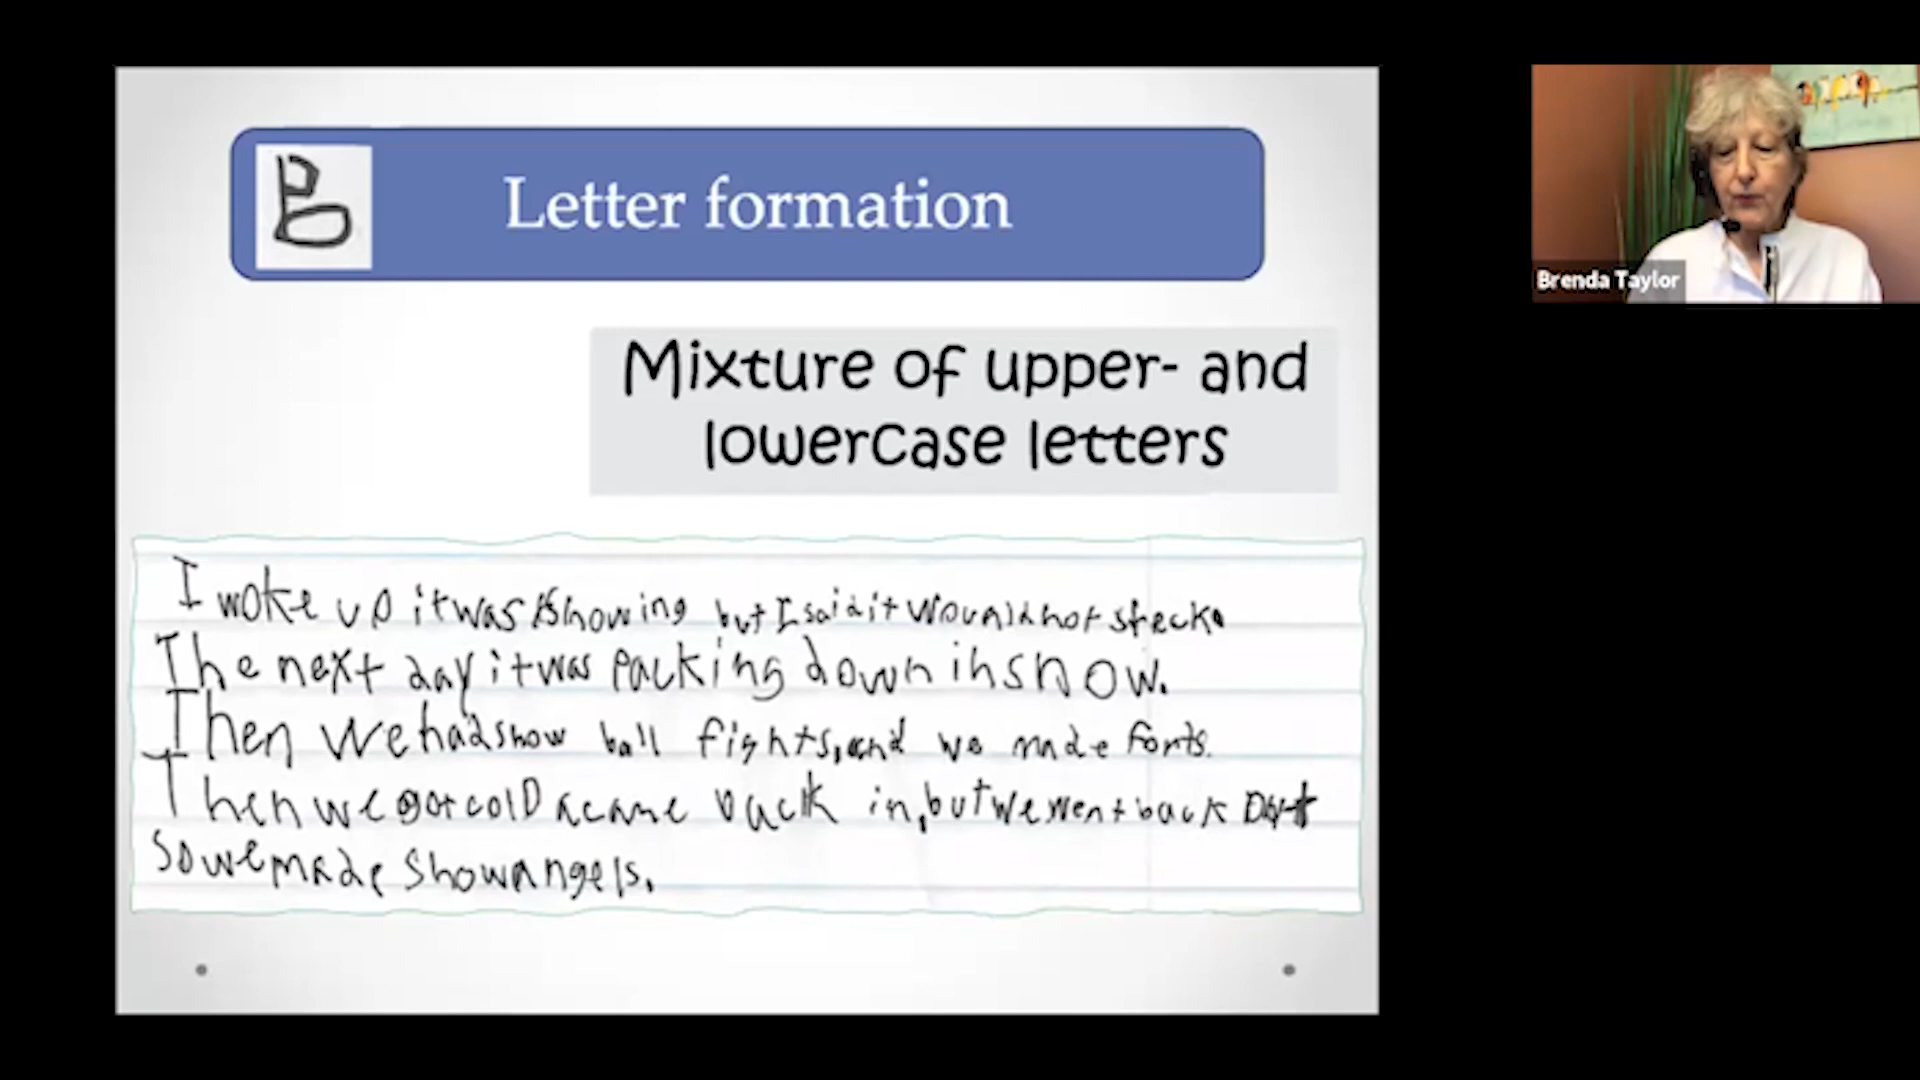 B
Letter formation
Brenda Taylor
Mixture of upper- and
lowercase letters
I woke up it was snowing but I said it would not steck.
The next day it was packing down in snow.
Then we had snow ball fights, and we made forts.
Then we got cold a came back in, but we went back out
So we made snow angels.